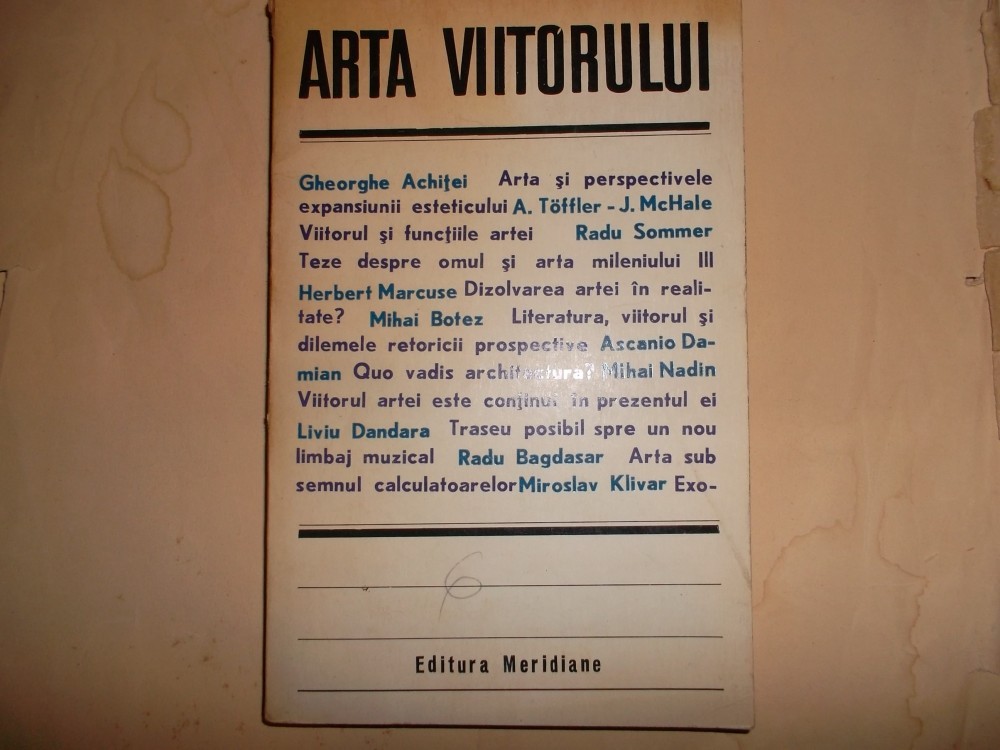 ARTA VIITORULUI
Gheorghe Achiţei Arta şi perspectivele
expansiunii esteticului A. Töffler - J. McHale
Viitorul şi funcţiile artei Radu Sommer
Teze despre omul şi arta mileniului III
Herbert Marcuse Dizolvarea artei în reali-
tate? Mihai Botez Literatura, viitorul şi
dilemele retoricii prospective Ascanio Da-
mian Quo vadis architectura? Mihai Nadin
Viitorul artei este conţinut în prezentul ei
Liviu Dandara Traseu posibil spre un nou
limbaj muzical Radu Bagdasar Arta sub
semnul calculatoarelor Miroslav Klivar Exo-
6
Editura Meridiane